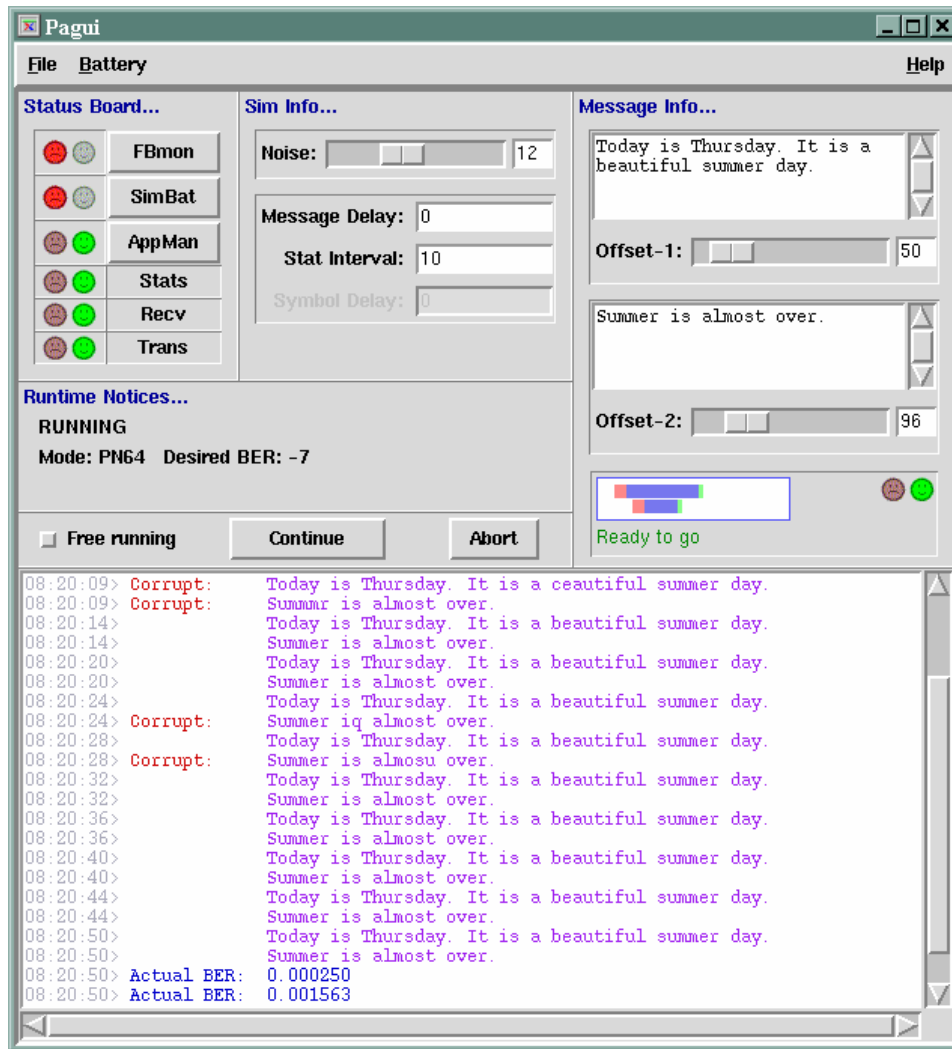 Pagui
File Battery Help
Status Board...
FBmon
SimBat
AppMan
Stats
Recv
Trans
Sim Info...
Noise: 12
Message Delay: 0
Stat Interval: 10
Symbol Delay: 0
Message Info...
Today is Thursday. It is a
beautiful summer day.
Offset-1: 50
Summer is almost over.
Offset-2: 96
Ready to go
Runtime Notices...
RUNNING
Mode: PN64 Desired BER: -7
Free running Continue Abort
08:20:09> Corrupt: Today is Thursday. It is a ceautiful summer day.
08:20:09> Corrupt: Summmr is almost over.
08:20:14> Today is Thursday. It is a beautiful summer day.
08:20:14> Summer is almost over.
08:20:20> Today is Thursday. It is a beautiful summer day.
08:20:20> Summer is almost over.
08:20:24> Today is Thursday. It is a beautiful summer day.
08:20:24> Corrupt: Summer iq almost over.
08:20:28> Today is Thursday. It is a beautiful summer day.
08:20:28> Corrupt: Summer is almosu over.
08:20:32> Today is Thursday. It is a beautiful summer day.
08:20:32> Summer is almost over.
08:20:36> Today is Thursday. It is a beautiful summer day.
08:20:36> Summer is almost over.
08:20:40> Today is Thursday. It is a beautiful summer day.
08:20:40> Summer is almost over.
08:20:44> Today is Thursday. It is a beautiful summer day.
08:20:44> Summer is almost over.
08:20:50> Today is Thursday. It is a beautiful summer day.
08:20:50> Summer is almost over.
08:20:50> Actual BER: 0.000250
08:20:50> Actual BER: 0.001563